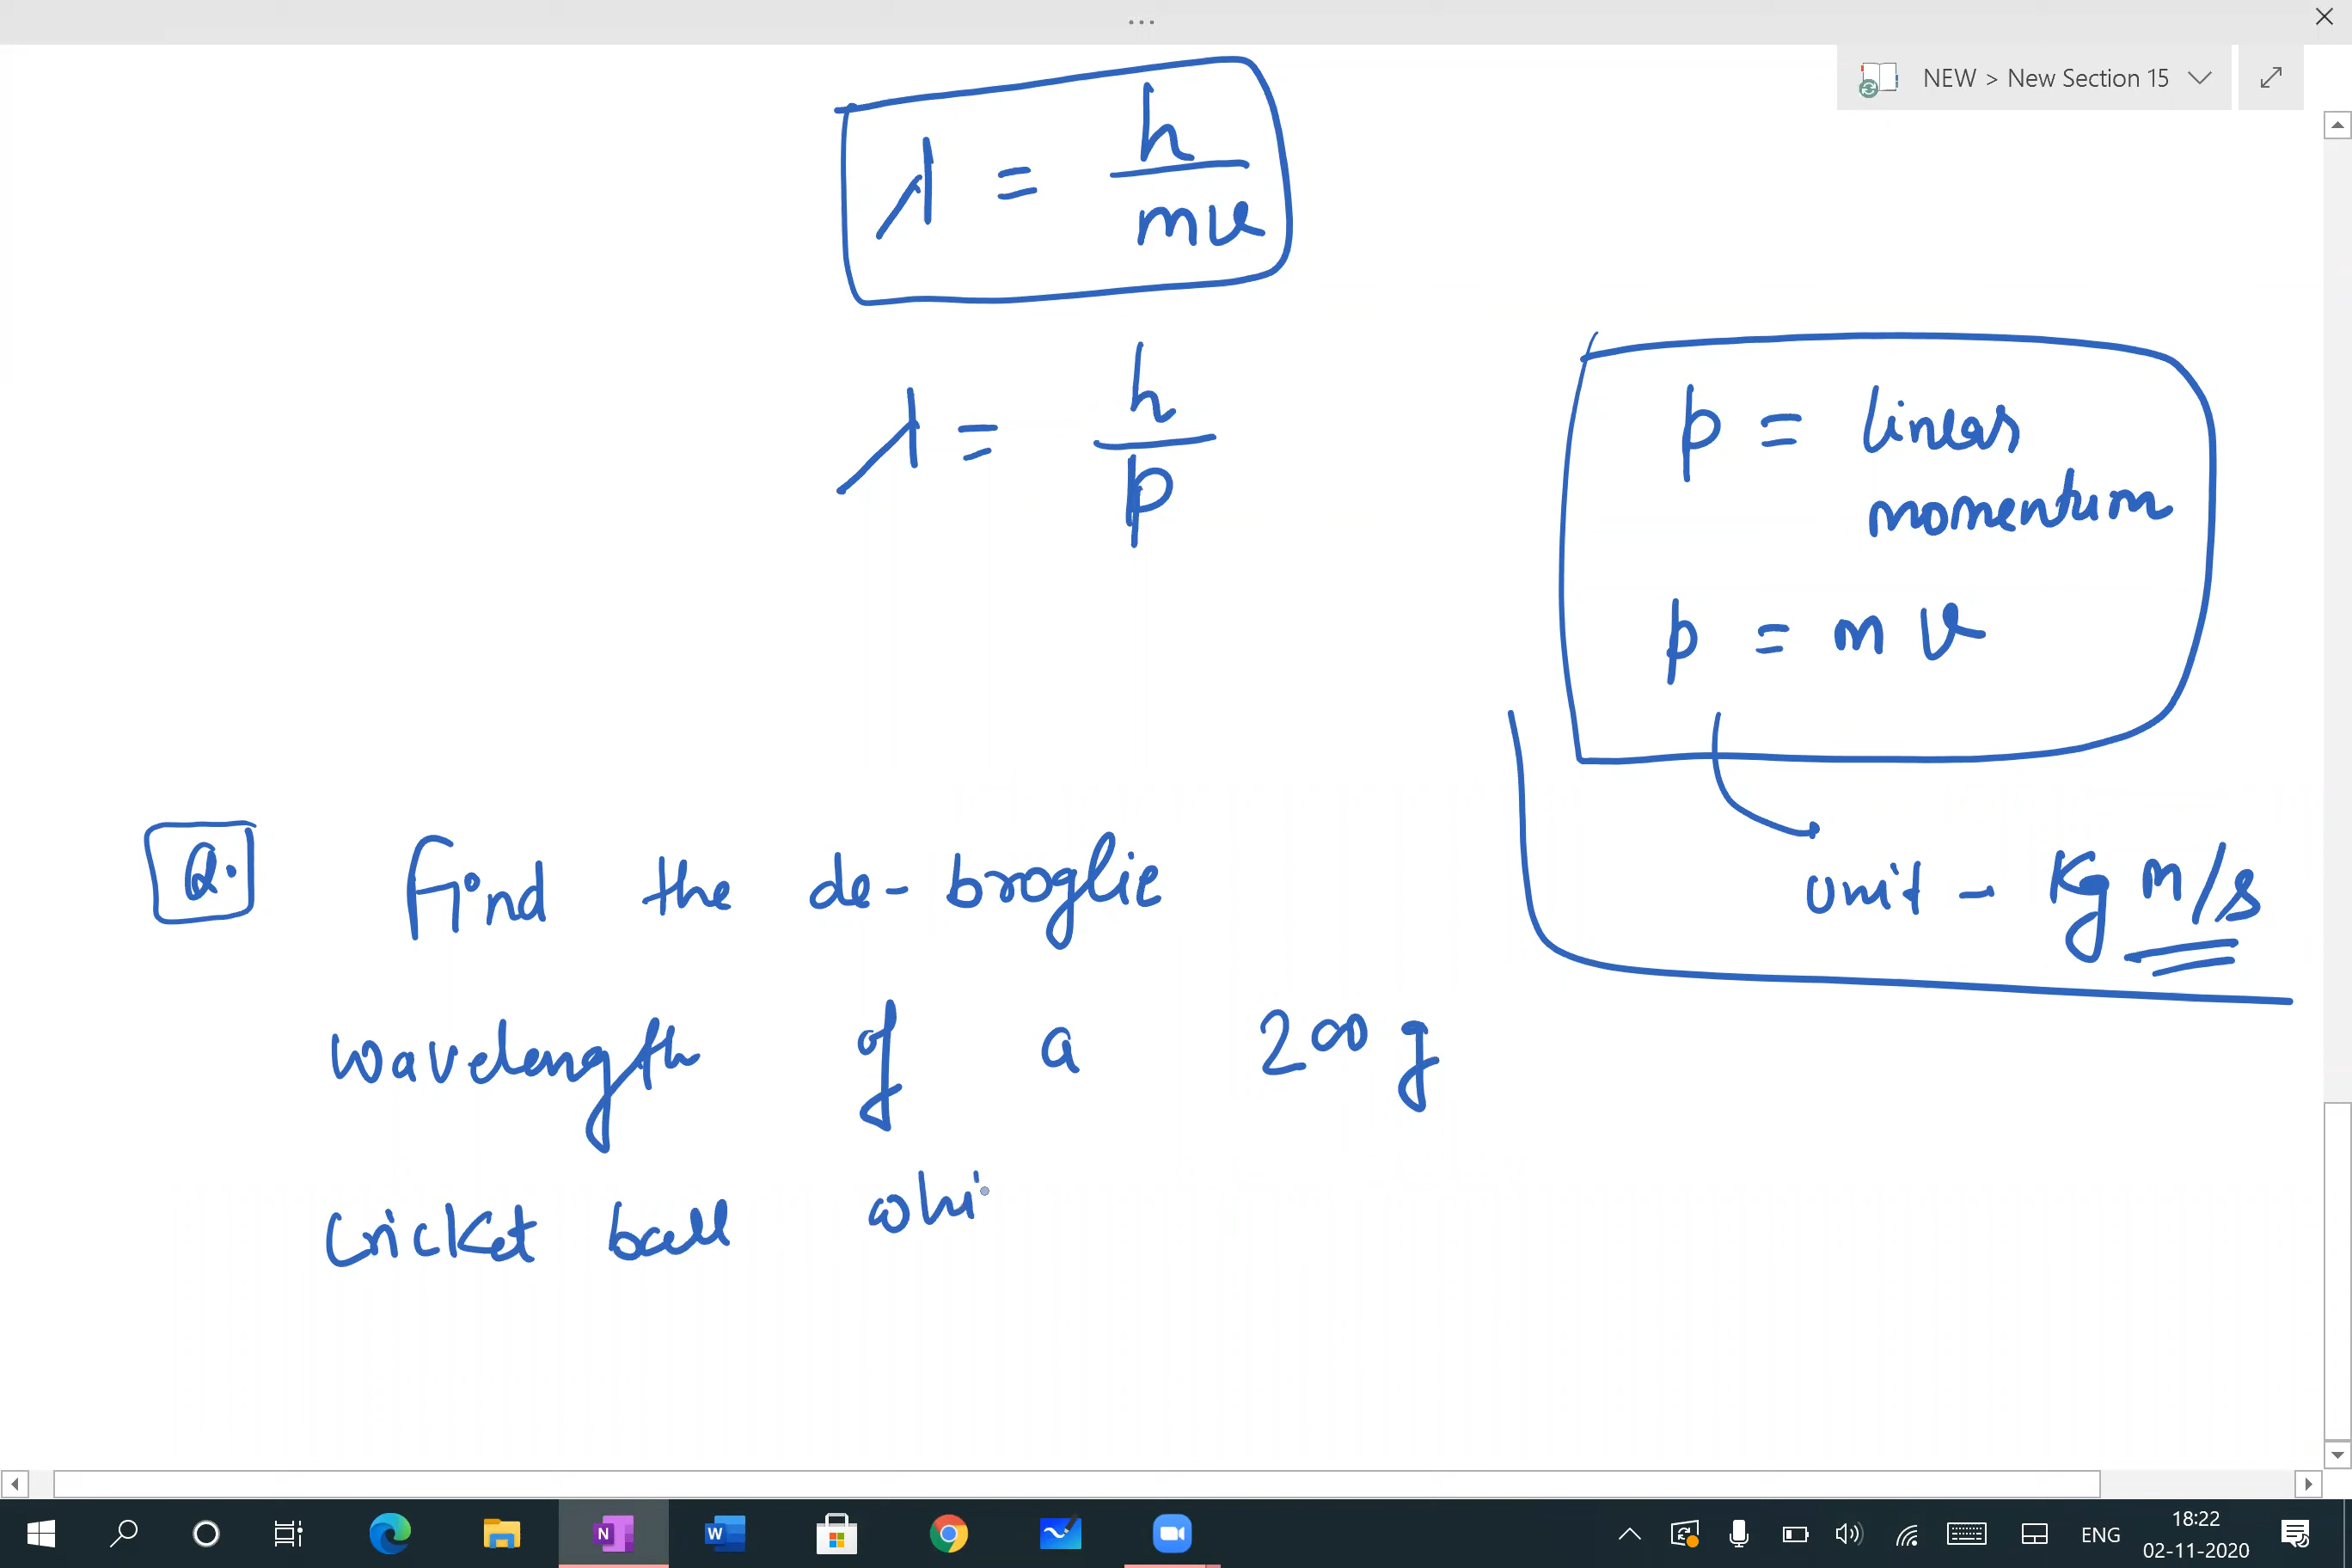 NEW > New Section 15
λ = h / mv
λ = h / p
p = linear
momentum
p = mv
unit - Kg m/s
Q.
Find the de-broglie
wavelength of a 200 g
cricket ball
N
W
ENG
18:22
02-11-2020